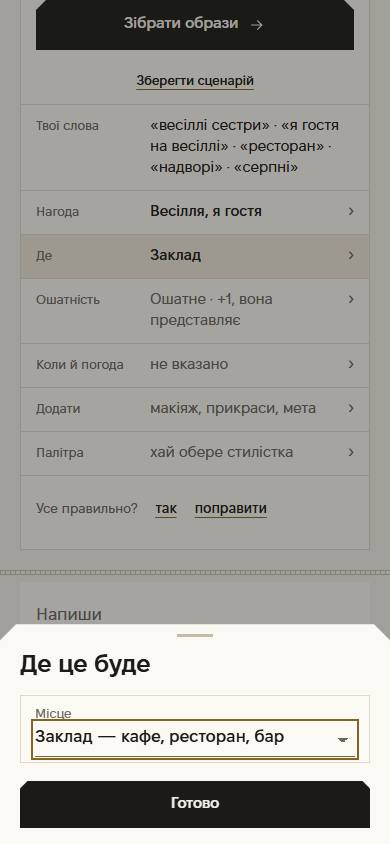 Зібрати образи →
Зберегти сценарій
Твої слова «весіллі сестри» · «я гостя
на весіллі» · «ресторан» ·
«надворі» · «серпні»
Нагода Весілля, я гостя ›
Де Заклад ›
Ошатність Ошатне · +1, вона ›
представляє
Коли й погода не вказано ›
Додати макіяж, прикраси, мета ›
Палітра хай обере стилістка ›
Усе правильно? так поправити
Напиши
Де це буде
Місце
Заклад — кафе, ресторан, бар
Готово